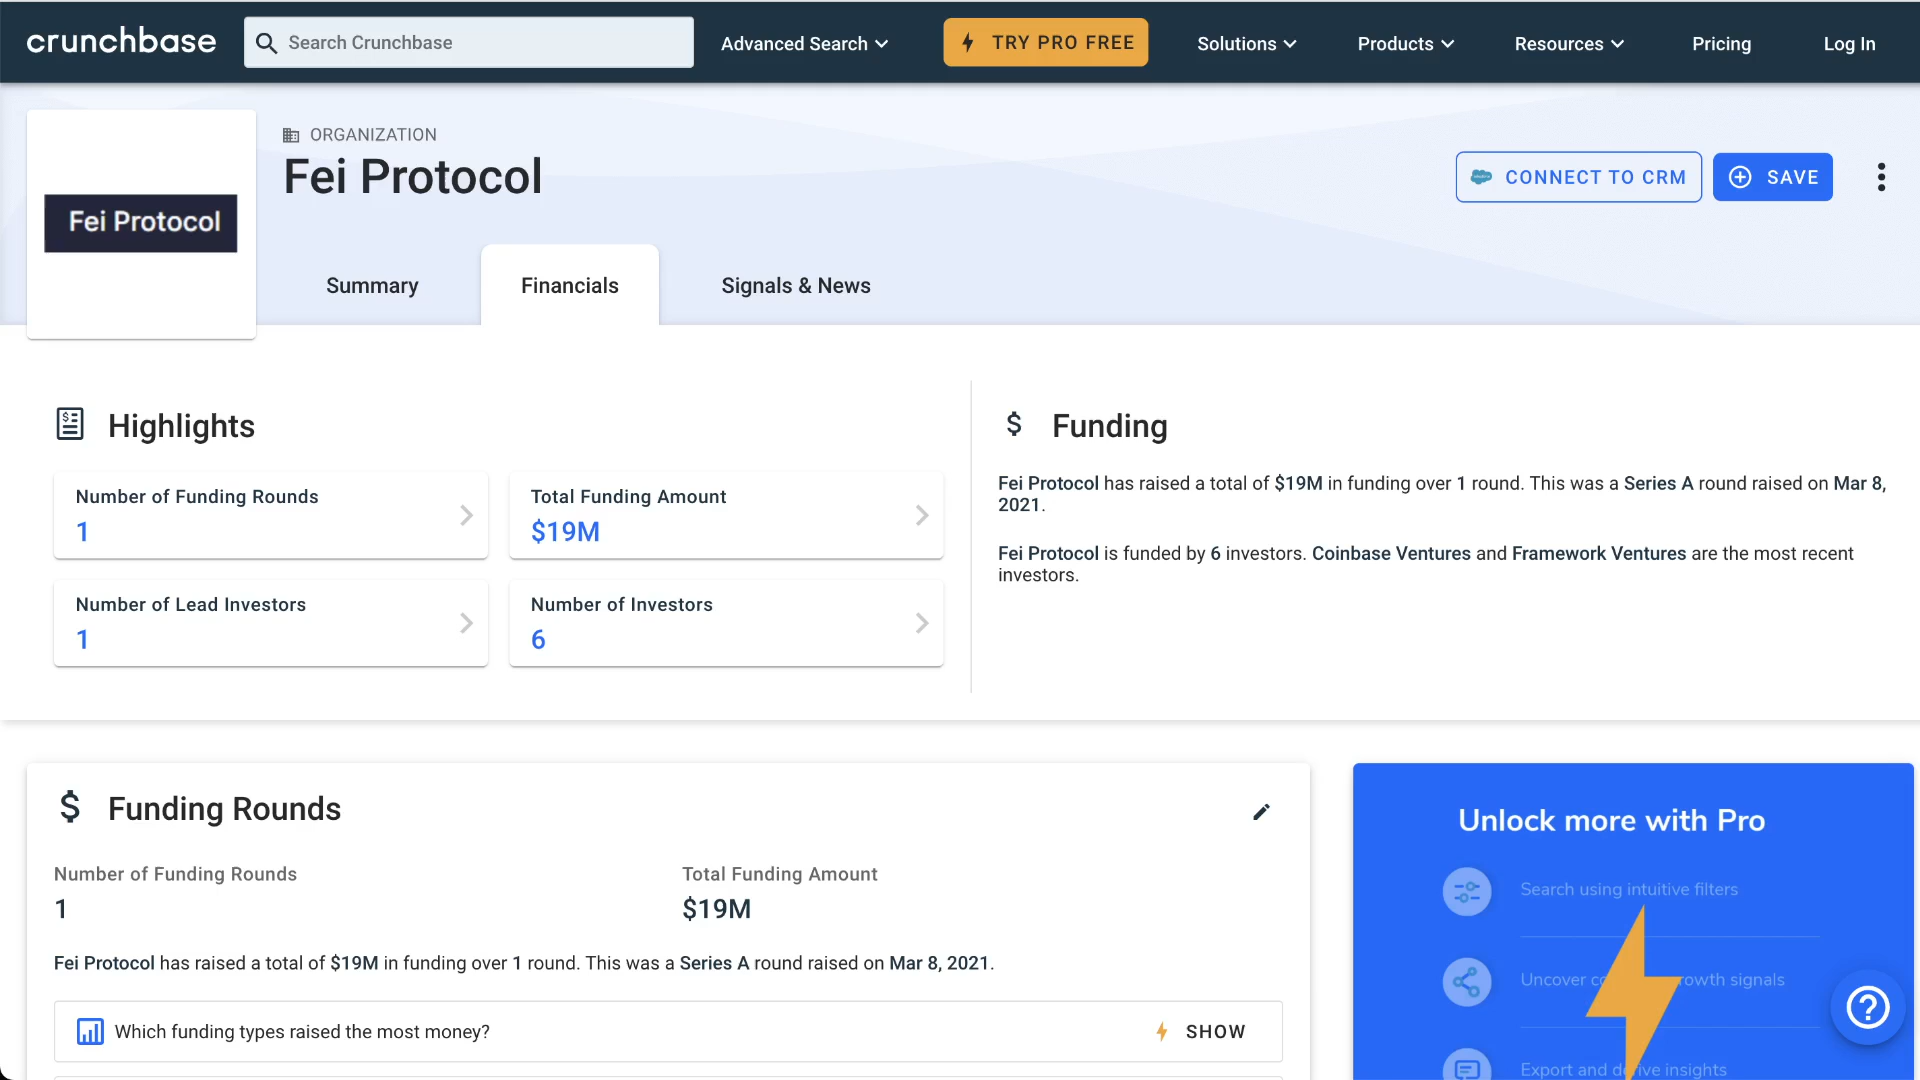 crunchbase
Search Crunchbase
Advanced Search
TRY PRO FREE
Solutions
Products
Resources
Pricing
Log In
Fei Protocol
ORGANIZATION
Fei Protocol
CONNECT TO CRM
SAVE
Summary
Financials
Signals & News
Highlights
Number of Funding Rounds
1
Total Funding Amount
$19M
Number of Lead Investors
1
Number of Investors
6
Funding
Fei Protocol has raised a total of $19M in funding over 1 round. This was a Series A round raised on Mar 8,
2021.
Fei Protocol is funded by 6 investors. Coinbase Ventures and Framework Ventures are the most recent
investors.
Funding Rounds
Number of Funding Rounds
1
Total Funding Amount
$19M
Fei Protocol has raised a total of $19M in funding over 1 round. This was a Series A round raised on Mar 8, 2021.
Which funding types raised the most money?
SHOW
Unlock more with Pro
Search using intuitive filters
Uncover signals
Export and insights